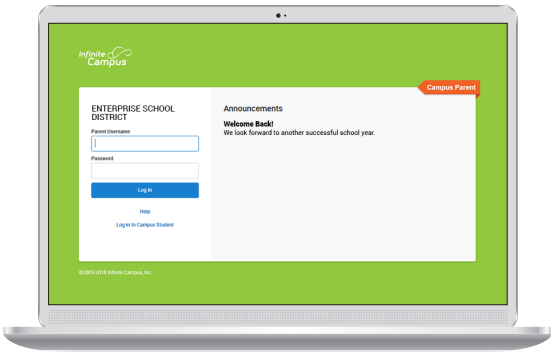 Infinite
Campus
Campus Parent
ENTERPRISE SCHOOL
DISTRICT
Parent Username
Password
Log In
Help
Log in to Campus Student
Announcements
Welcome Back!
We look forward to another successful school year.
©2003-2018 Infinite Campus, Inc.